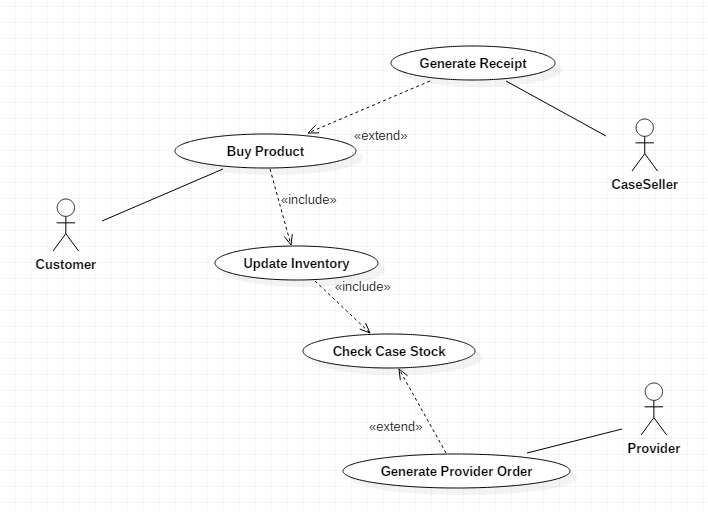 Generate Receipt
«extend»
CaseSeller
Buy Product
«include»
Customer
Update Inventory
«include»
Check Case Stock
«extend»
Provider
Generate Provider Order